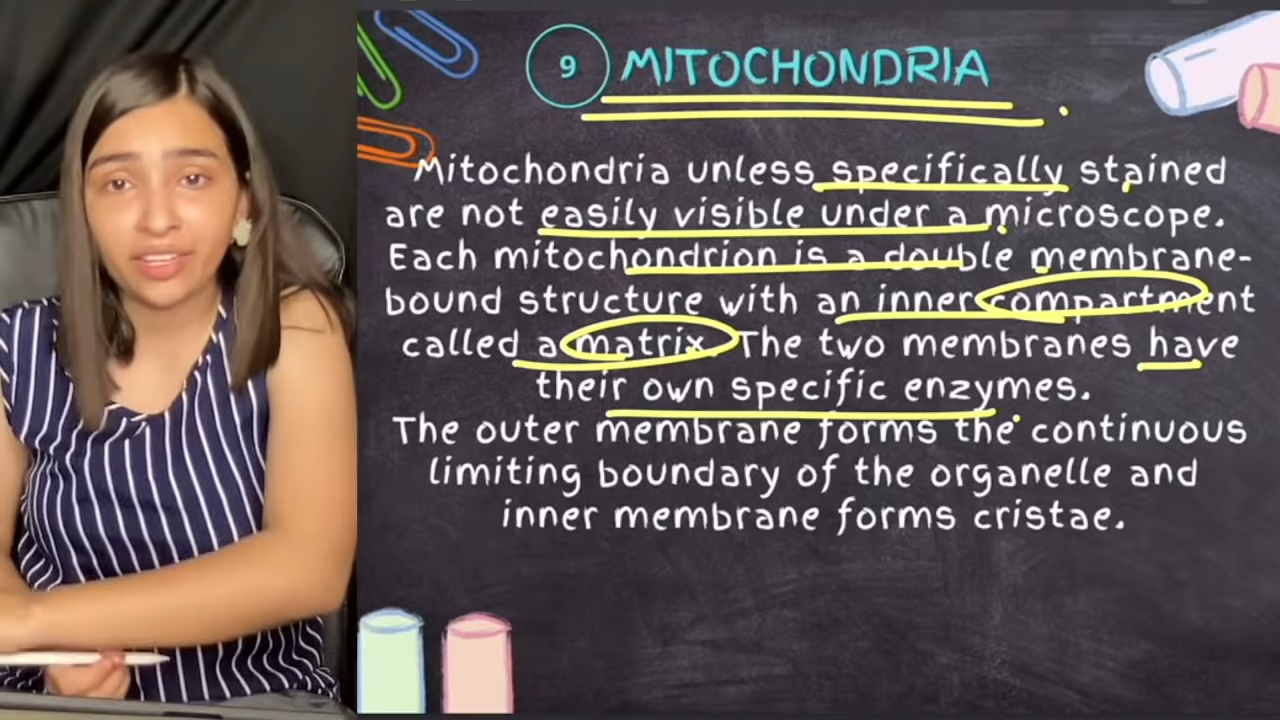 9 MITOCHONDRIA
Mitochondria unless specifically stained
are not easily visible under a microscope.
Each mitochondrion is a double membrane-
bound structure with an inner compartment
called a matrix. The two membranes have
their own specific enzymes.
The outer membrane forms the continuous
limiting boundary of the organelle and
inner membrane forms cristae.